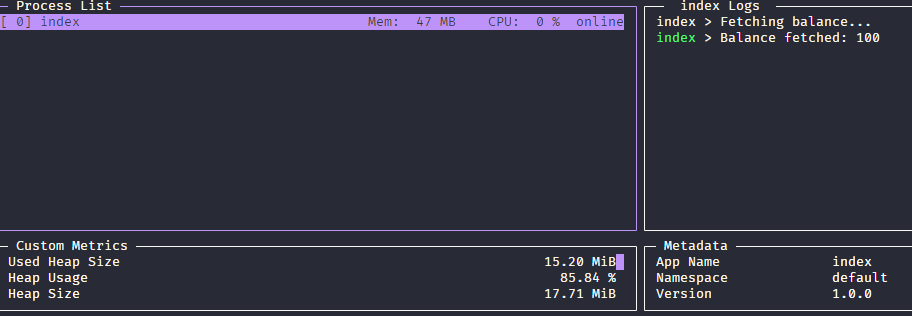 Process List
[ 0] index Mem: 47 MB CPU: 0 % online
index Logs
index > Fetching balance...
index > Balance fetched: 100
Custom Metrics
Used Heap Size 15.20 MiB
Heap Usage 85.84 %
Heap Size 17.71 MiB
Metadata
App Name index
Namespace default
Version 1.0.0